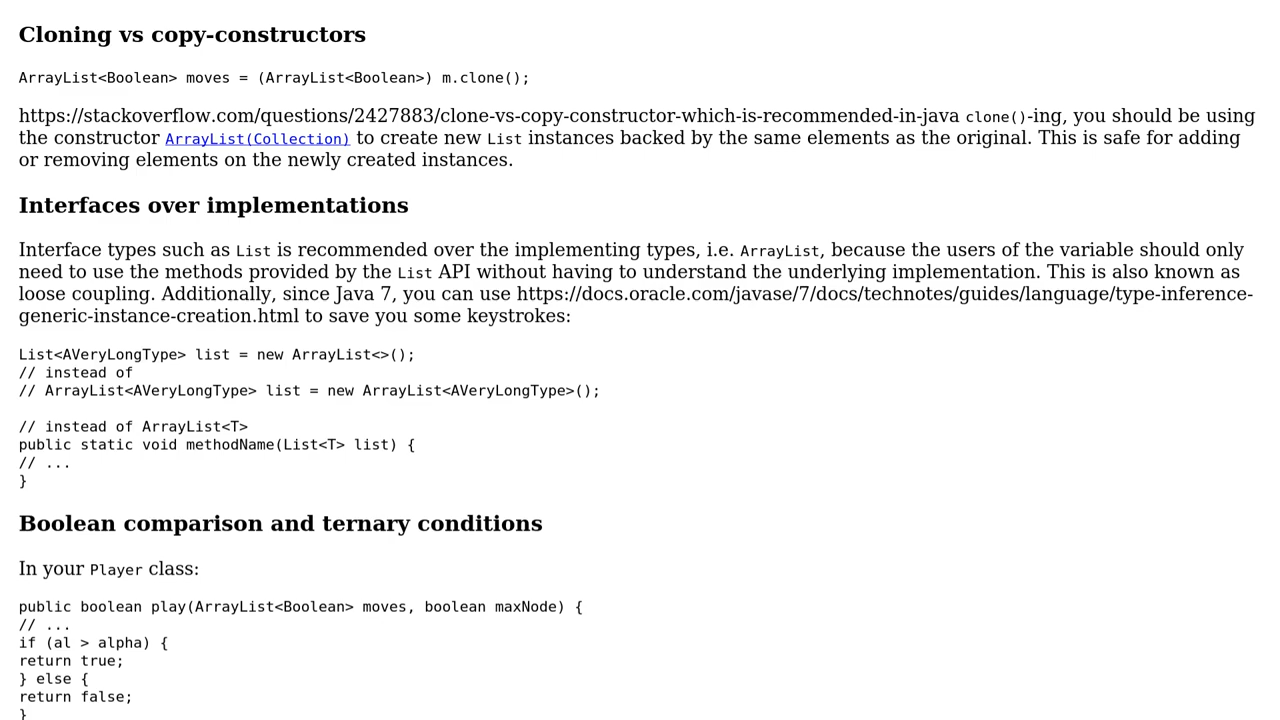 Cloning vs copy-constructors
ArrayList<Boolean> moves = (ArrayList<Boolean>) m.clone();
https://stackoverflow.com/questions/2427883/clone-vs-copy-constructor-which-is-recommended-in-java clone()-ing, you should be using
the constructor ArrayList(Collection) to create new List instances backed by the same elements as the original. This is safe for adding
or removing elements on the newly created instances.
Interfaces over implementations
Interface types such as List is recommended over the implementing types, i.e. ArrayList, because the users of the variable should only
need to use the methods provided by the List API without having to understand the underlying implementation. This is also known as
loose coupling. Additionally, since Java 7, you can use https://docs.oracle.com/javase/7/docs/technotes/guides/language/type-inference-
generic-instance-creation.html to save you some keystrokes:
List<AVeryLongType> list = new ArrayList<>();
// instead of
// ArrayList<AVeryLongType> list = new ArrayList<AVeryLongType>();
// instead of ArrayList<T>
public static void methodName(List<T> list) {
// ...
}
Boolean comparison and ternary conditions
In your Player class:
public boolean play(ArrayList<Boolean> moves, boolean maxNode) {
// ...
if (al > alpha) {
return true;
} else {
return false;
}